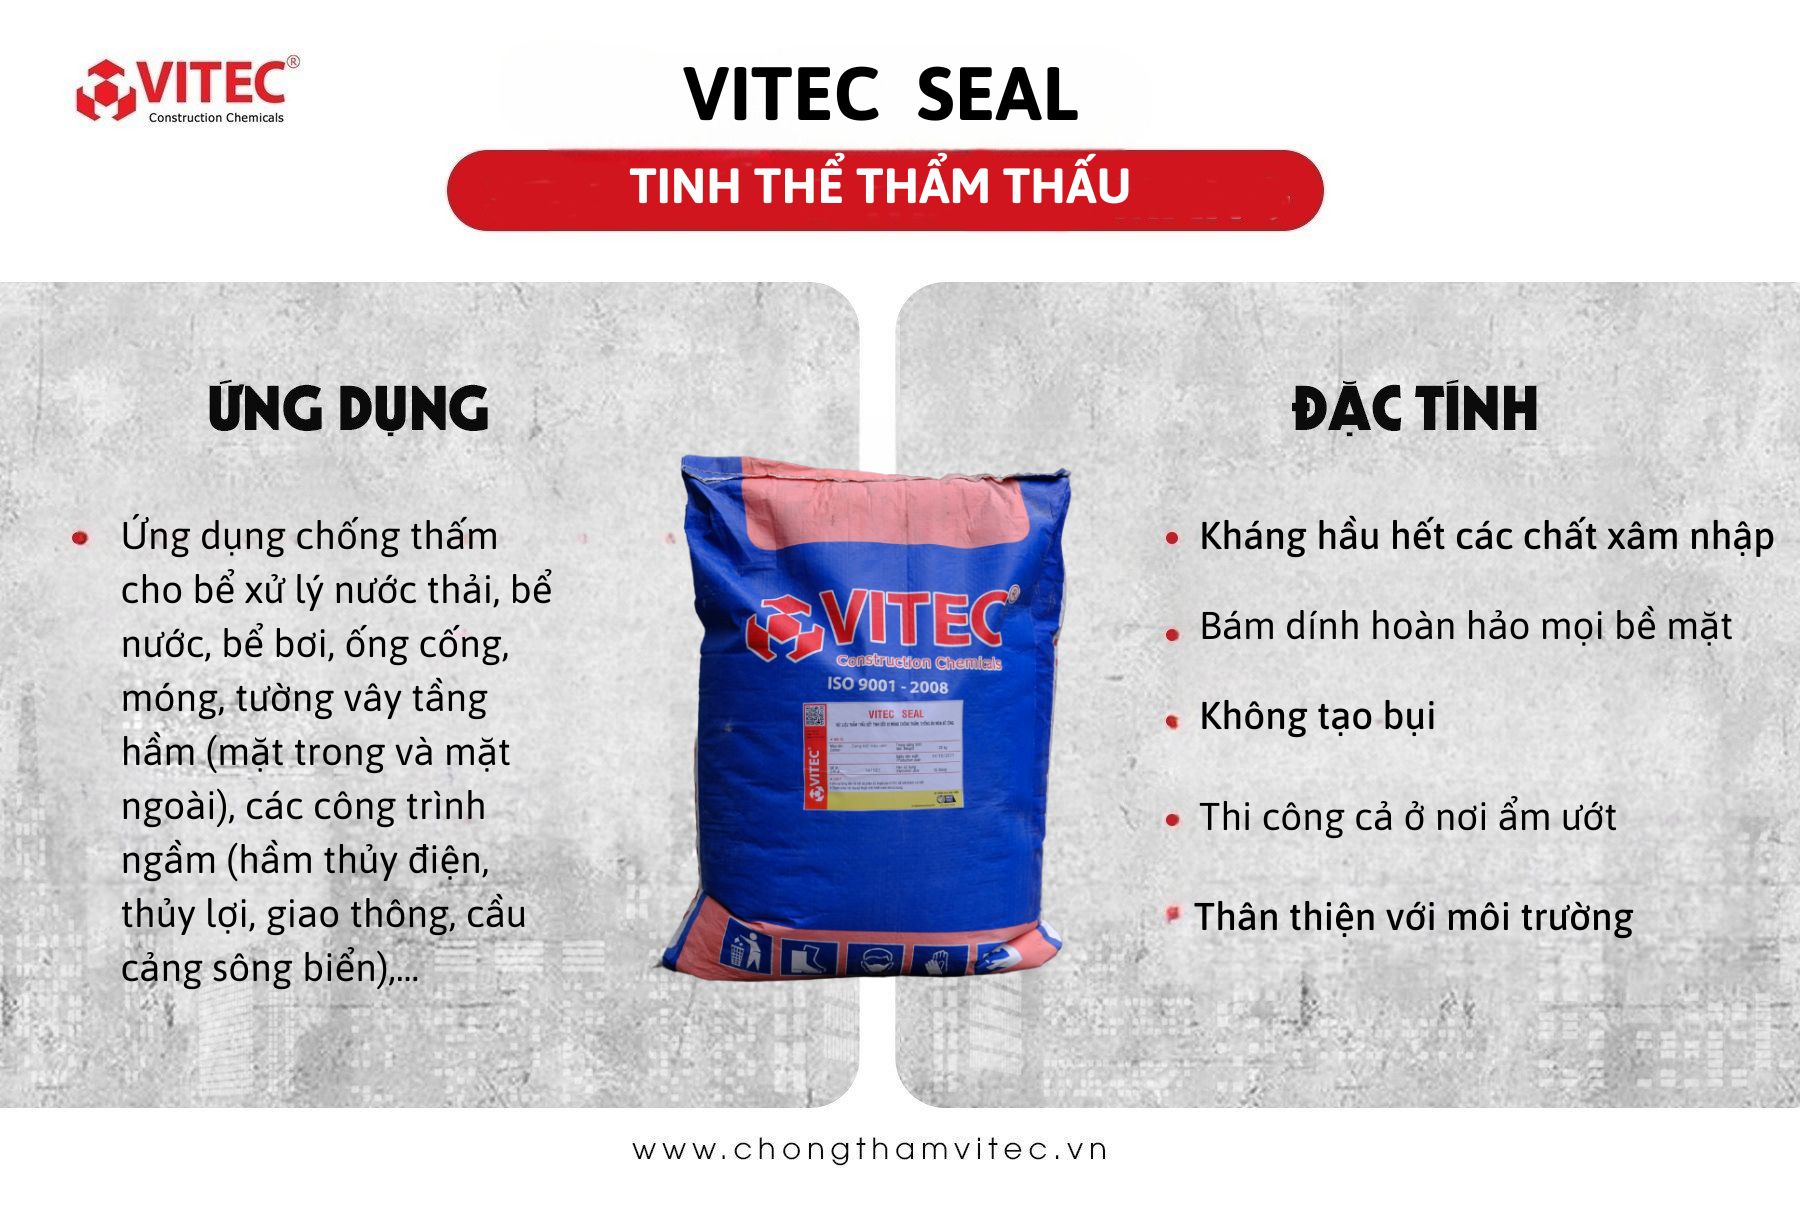 VITEC®
Construction Chemicals
VITEC SEAL
TINH THỂ THẨM THẤU
ỨNG DỤNG
Ứng dụng chống thấm
cho bể xử lý nước thải, bể
nước, bể bơi, ống cống,
móng, tường vây tầng
hầm (mặt trong và mặt
ngoài), các công trình
ngầm (hầm thủy điện,
thủy lợi, giao thông, cầu
cảng sông biển),...
VITEC®
Construction Chemicals
ISO 9001 - 2008
VITEC SEAL
VITEC®
ĐẶC TÍNH
Kháng hầu hết các chất xâm nhập
Bám dính hoàn hảo mọi bề mặt
Không tạo bụi
Thi công cả ở nơi ẩm ướt
Thân thiện với môi trường
www.chongthamvitec.vn